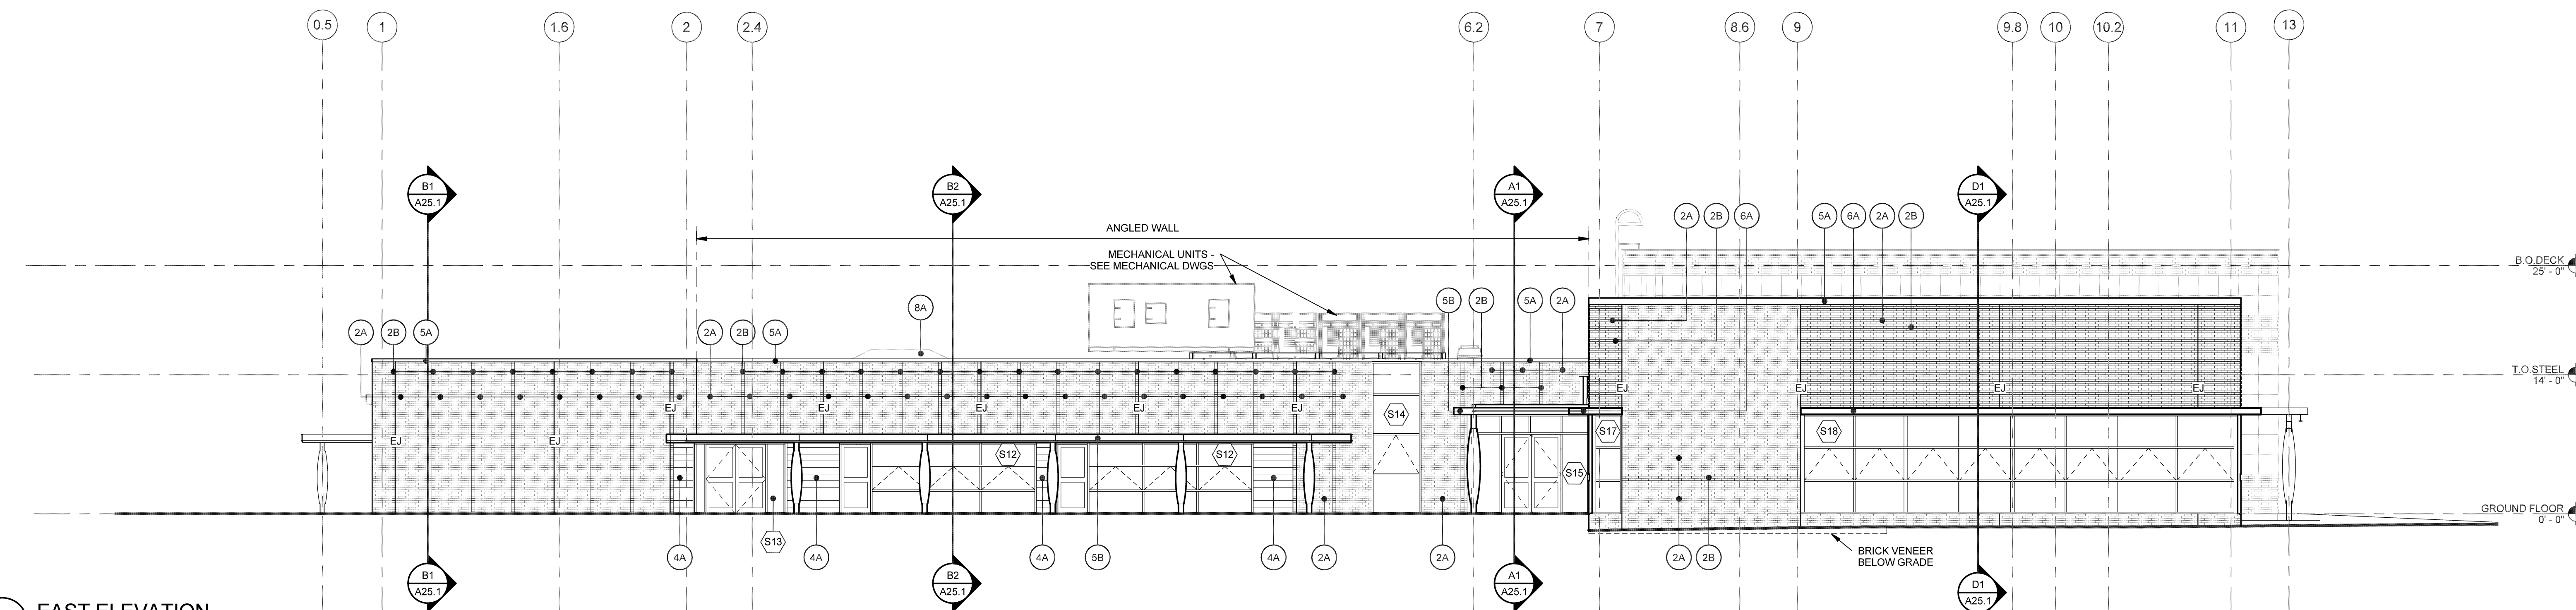 0.5
1
1.6
2
2.4
6.2
7
8.6
9
9.8
10
10.2
11
13
B1
A25.1
B2
A25.1
A1
A25.1
D1
A25.1
2A
2B
6A
5A
6A
2A
2B
ANGLED WALL
MECHANICAL UNITS -
SEE MECHANICAL DWGS
B.O.DECK
25' - 0"
8A
5B
2B
5A
2A
2A
2B
5A
2A
2B
5A
T.O.STEEL
14' - 0"
EJ
EJ
EJ
EJ
EJ
EJ
EJ
EJ
EJ
S14
EJ
EJ
S12
S12
S17
S18
S15
GROUND FLOOR
0' - 0"
S13
4A
4A
4A
5B
4A
2A
2A
2A
2B
BRICK VENEER
BELOW GRADE
B1
A25.1
B2
A25.1
A1
A25.1
D1
A25.1
EAST ELEVATION